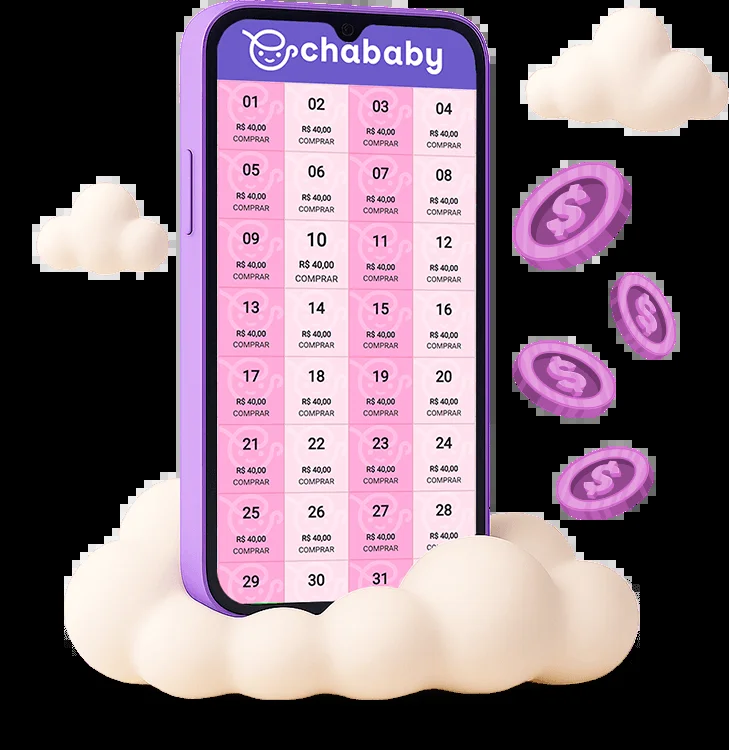 chababy
01 02 03 04
R$ 40,00 R$ 40,00 R$ 40,00 R$ 40,00
COMPRAR COMPRAR COMPRAR COMPRAR
05 06 07 08
R$ 40,00 R$ 40,00 R$ 40,00 R$ 40,00
COMPRAR COMPRAR COMPRAR COMPRAR
09 10 11 12
R$ 40,00 R$ 40,00 R$ 40,00 R$ 40,00
COMPRAR COMPRAR COMPRAR COMPRAR
13 14 15 16
R$ 40,00 R$ 40,00 R$ 40,00 R$ 40,00
COMPRAR COMPRAR COMPRAR COMPRAR
17 18 19 20
R$ 40,00 R$ 40,00 R$ 40,00 R$ 40,00
COMPRAR COMPRAR COMPRAR COMPRAR
21 22 23 24
R$ 40,00 R$ 40,00 R$ 40,00 R$ 40,00
COMPRAR COMPRAR COMPRAR COMPRAR
25 26 27 28
R$ 40,00 R$ 40,00 R$ 40,00 R$ 40,00
COMPRAR COMPRAR COMPRAR
29 30 31
$
$
$
$